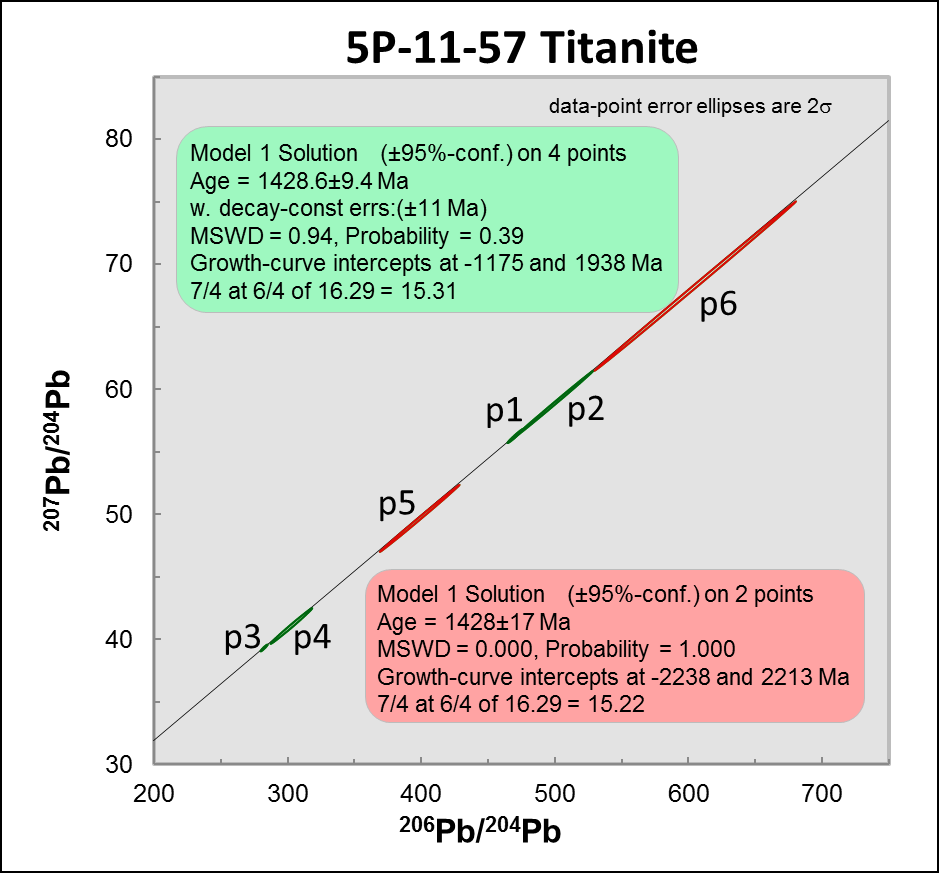 5P-11-57 Titanite
data-point error ellipses are 2σ
Model 1 Solution (±95%-conf.) on 4 points
Age = 1428.6±9.4 Ma
w. decay-const errs:(±11 Ma)
MSWD = 0.94, Probability = 0.39
Growth-curve intercepts at -1175 and 1938 Ma
7/4 at 6/4 of 16.29 = 15.31
80
70
60
50
40
30
207Pb/204Pb
p6
p1
p2
p5
p3
p4
Model 1 Solution (±95%-conf.) on 2 points
Age = 1428±17 Ma
MSWD = 0.000, Probability = 1.000
Growth-curve intercepts at -2238 and 2213 Ma
7/4 at 6/4 of 16.29 = 15.22
200 300 400 500 600 700
206Pb/204Pb